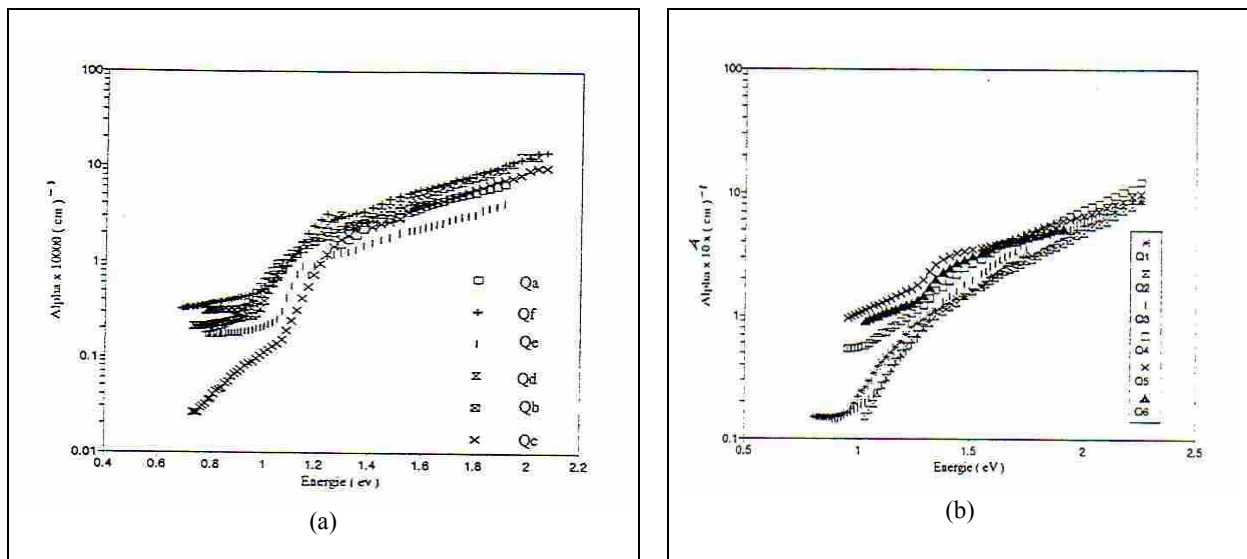 100
10
1
0.1
0.01
0.4 0.6 0.8 1 1.2 1.4 1.6 1.8 2 2.2
Alpha x 10000 ( cm ) -3
Energie ( ev )
Qa
Qf
Qe
Qd
Qb
Qc
(a)
100
10
1
0.1
0.5 1 1.5 2 2.5
Energie ( eV )
Q5
(b)